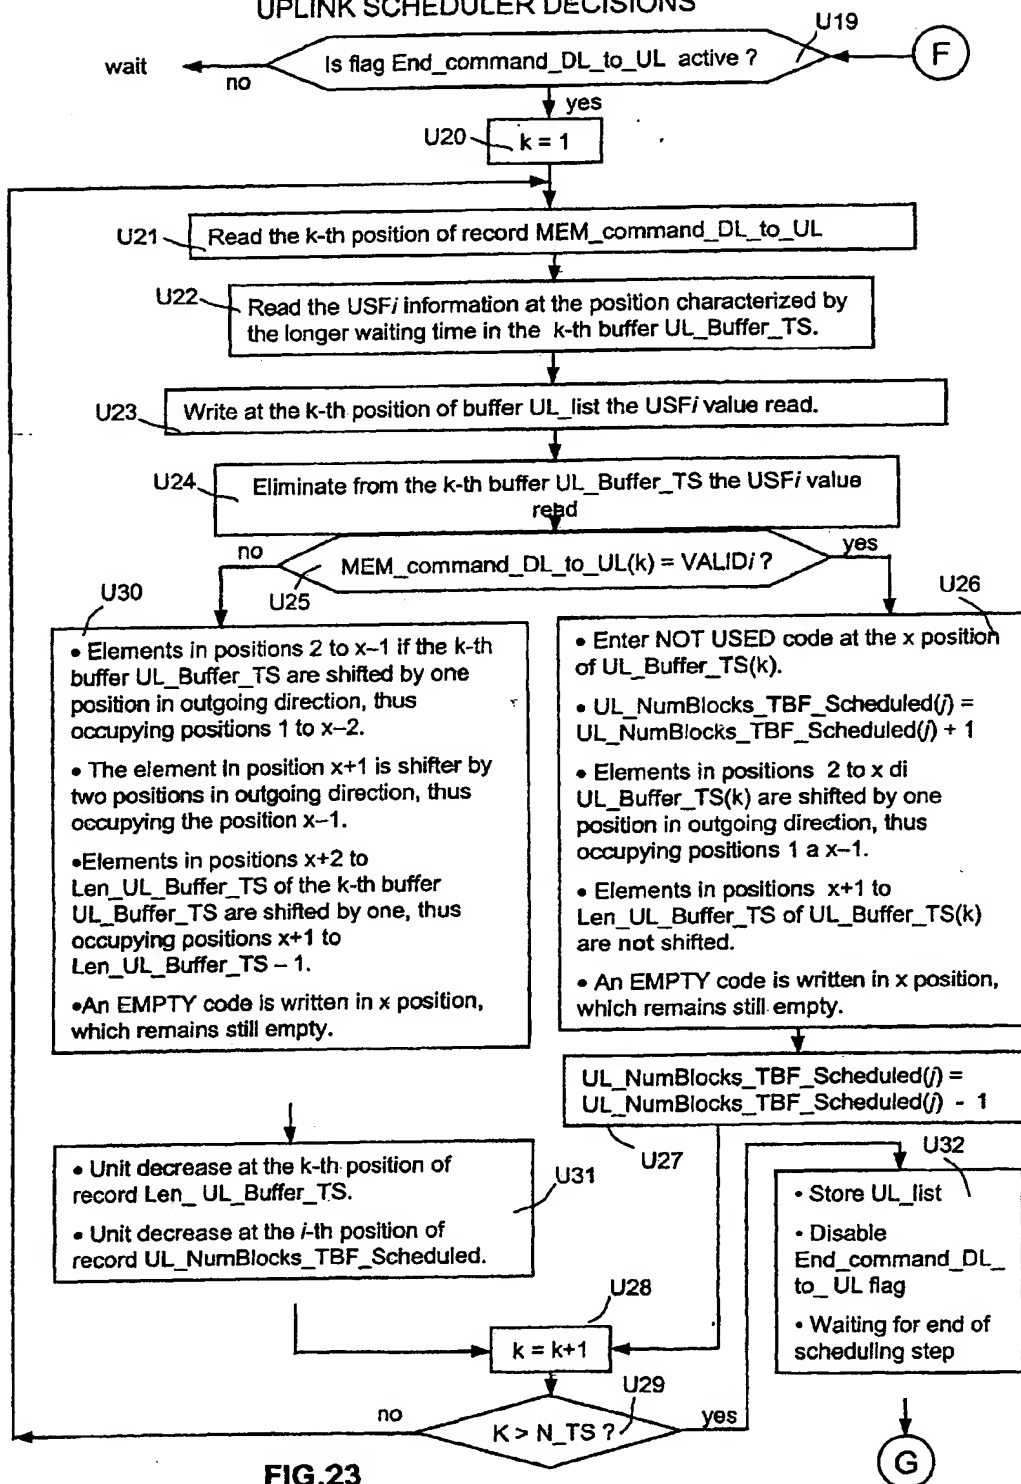 UPLINK SCHEDULER DECISIONS
U19
F
wait
no
Is flag End_command_DL_to_UL active ?
yes
U20
k = 1
U21
Read the k-th position of record MEM_command_DL_to_UL
U22
Read the USFi information at the position characterized by
the longer waiting time in the k-th buffer UL_Buffer_TS.
U23
Write at the k-th position of buffer UL_list the USFi value read.
U24
Eliminate from the k-th buffer UL_Buffer_TS the USFi value
read
no
MEM_command_DL_to_UL(k) = VALIDi ?
yes
U25
U30
• Elements in positions 2 to x–1 if the k-th
buffer UL_Buffer_TS are shifted by one
position in outgoing direction, thus
occupying positions 1 to x–2.
• The element in position x+1 is shifter by
two positions in outgoing direction, thus
occupying the position x–1.
•Elements in positions x+2 to
Len_UL_Buffer_TS of the k-th buffer
UL_Buffer_TS are shifted by one, thus
occupying positions x+1 to
Len_UL_Buffer_TS – 1.
•An EMPTY code is written in x position,
which remains still empty.
U26
• Enter NOT USED code at the x position
of UL_Buffer_TS(k).
• UL_NumBlocks_TBF_Scheduled(j) =
UL_NumBlocks_TBF_Scheduled(j) + 1
• Elements in positions 2 to x di
UL_Buffer_TS(k) are shifted by one
position in outgoing direction, thus
occupying positions 1 a x–1.
• Elements in positions x+1 to
Len_UL_Buffer_TS of UL_Buffer_TS(k)
are not shifted.
• An EMPTY code is written in x position,
which remains still empty.
UL_NumBlocks_TBF_Scheduled(j) =
UL_NumBlocks_TBF_Scheduled(j) - 1
U27
• Unit decrease at the k-th position of
record Len_ UL_Buffer_TS.
• Unit decrease at the i-th position of
record UL_NumBlocks_TBF_Scheduled.
U31
U32
• Store UL_list
• Disable
End_command_DL_
to_ UL flag
• Waiting for end of
scheduling step
U28
k = k+1
U29
no
K > N_TS ?
yes
G
FIG.23